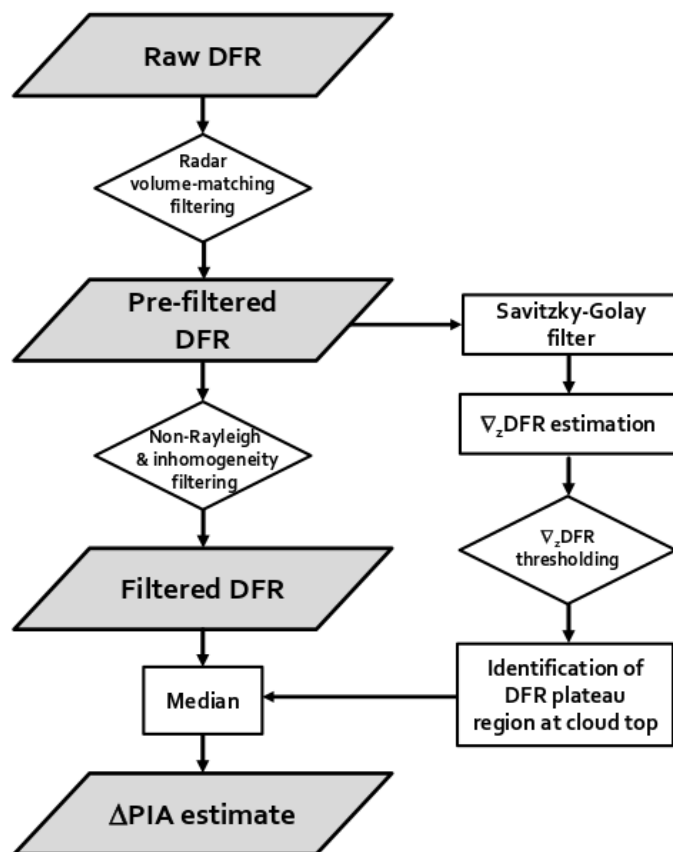 Raw DFR
Radar
volume-matching
filtering
Pre-filtered
DFR
Savitzky-Golay
filter
∇zDFR estimation
Non-Rayleigh
& inhomogeneity
filtering
∇zDFR
thresholding
Filtered DFR
Identification of
DFR plateau
region at cloud top
Median
ΔPIA estimate